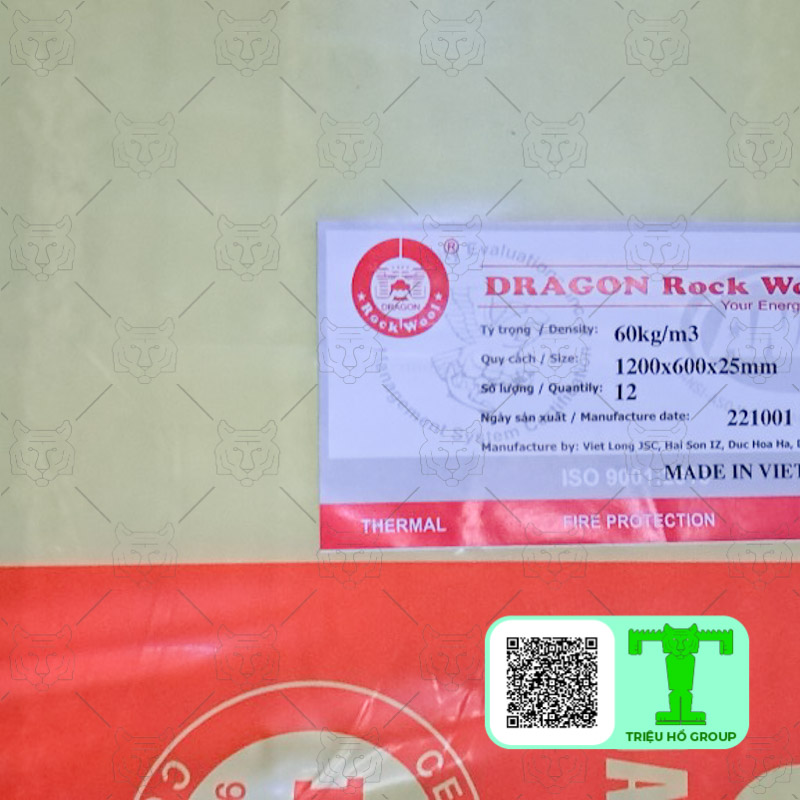 ®
DRAGON
Rock Wool
DRAGON Rock Wo
Your Energ
Tỷ trọng / Density: 60kg/m3
Quy cách / Size: 1200x600x25mm
Số lượng / Quantily: 12
Ngày sản xuất / Manufacture date: 221001
Manufacture by: Viet Long JSC, Hai Son IZ, Duc Hoa Ha,
ISO 9001:
MADE IN VIET
THERMAL FIRE PROTECTION
TRIỆU HỔ GROUP
CE
A